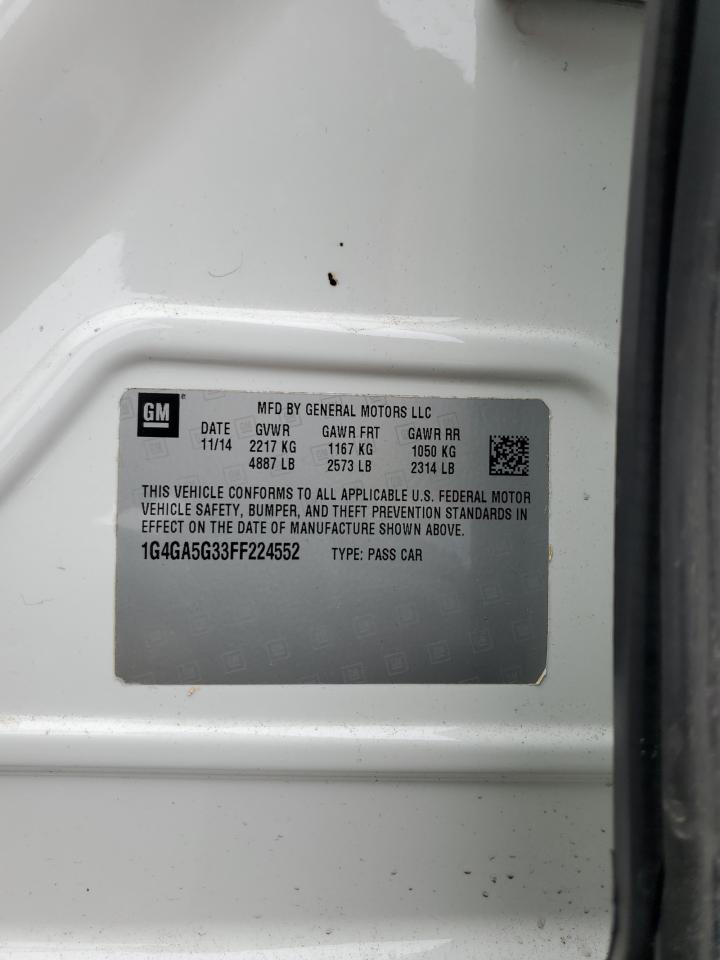 GM ® MFD BY GENERAL MOTORS LLC
DATE GVWR GAWR FRT GAWR RR
11/14 2217 KG 1167 KG 1050 KG
4887 LB 2573 LB 2314 LB
THIS VEHICLE CONFORMS TO ALL APPLICABLE U.S. FEDERAL MOTOR
VEHICLE SAFETY, BUMPER, AND THEFT PREVENTION STANDARDS IN
EFFECT ON THE DATE OF MANUFACTURE SHOWN ABOVE.
1G4GA5G33FF224552 TYPE: PASS CAR